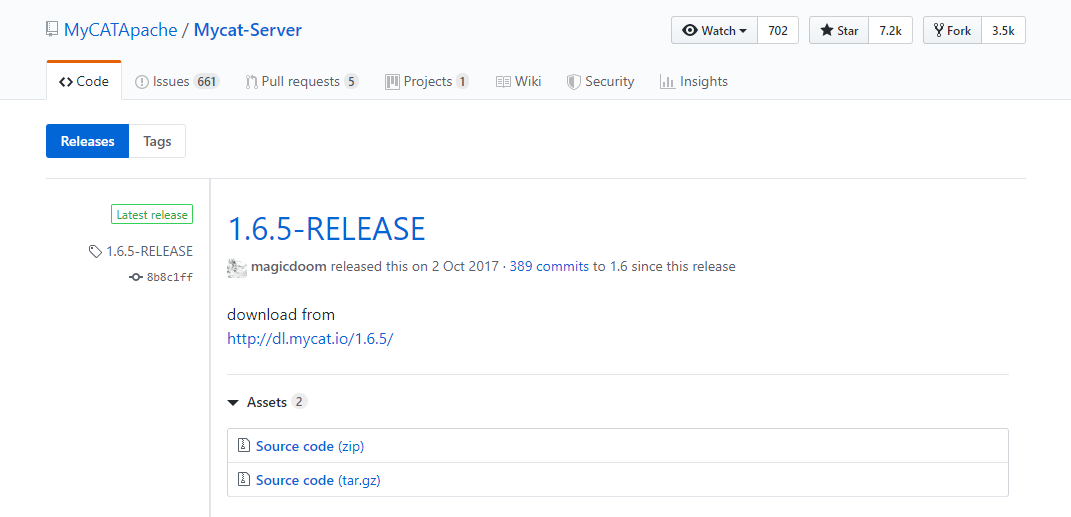 MyCATApache / Mycat-Server
Watch 702 Star 7.2k Fork 3.5k
Code Issues 661 Pull requests 5 Projects 1 Wiki Security Insights
Releases Tags
Latest release
1.6.5-RELEASE
8b8c1ff
1.6.5-RELEASE
magicdoom released this on 2 Oct 2017 · 389 commits to 1.6 since this release
download from
http://dl.mycat.io/1.6.5/
Assets 2
Source code (zip)
Source code (tar.gz)